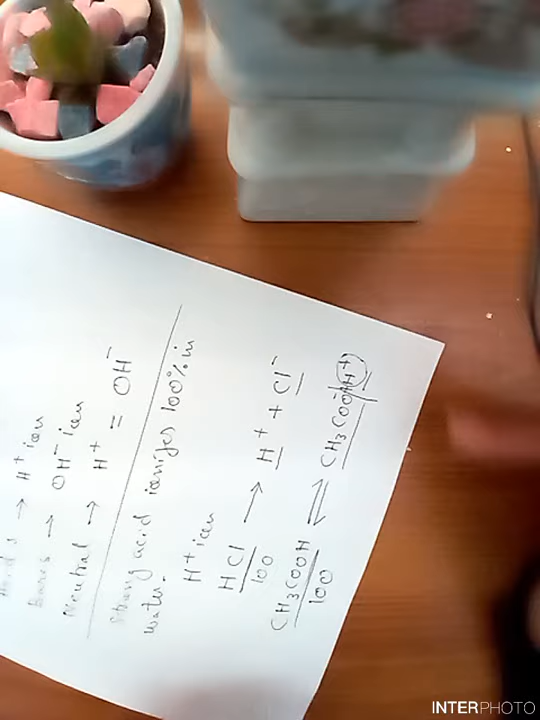 Acids → H⁺ ion
Bases → OH⁻ ion
Neutral → H⁺ = OH⁻
Strong acid ionizes 100% in
water.
H⁺ ion
HCl → H⁺ + Cl⁻
100
CH3COOH ⇌ CH3COO⁻/H⁺
100
INTERPHOTO